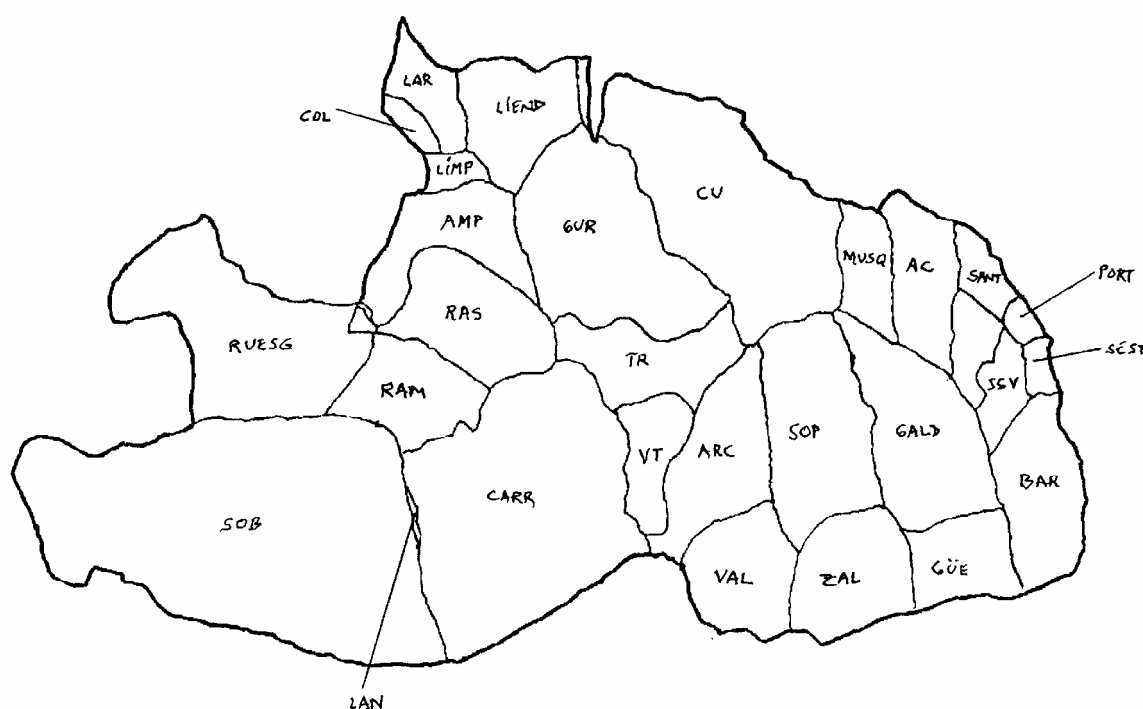 LAR
LIEND
COL
LIMP
CU
AMP
GUR
MUSQ
AC
SANT
PORT
RAS
RUESG
TR
SEST
RAM
SSV
SOP
GALD
VT
ARC
BAR
CARR
SOB
VAL
ZAL
GÜE
LAN